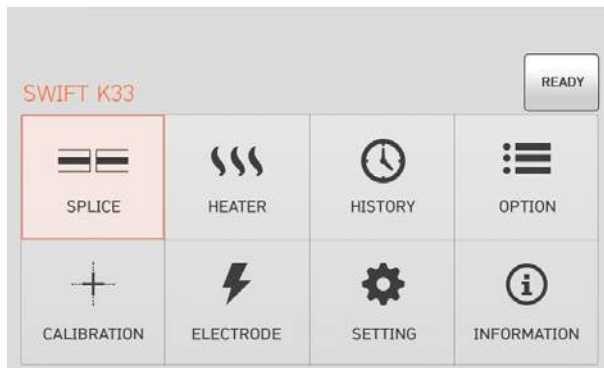 READY
SWIFT K33
SPLICE HEATER HISTORY OPTION
CALIBRATION ELECTRODE SETTING INFORMATION